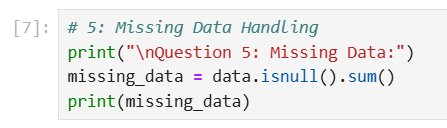 [7]: # 5: Missing Data Handling
print("\nQuestion 5: Missing Data:")
missing_data = data.isnull().sum()
print(missing_data)